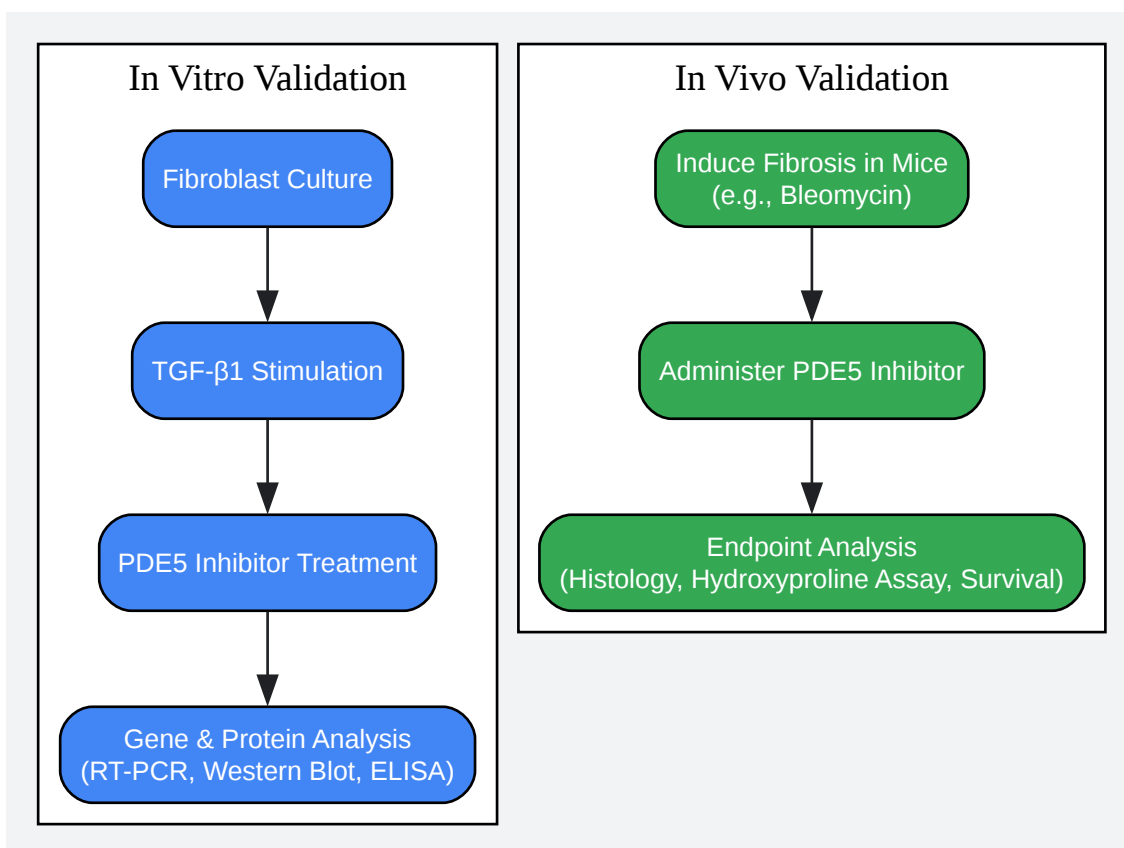 In Vitro Validation
Fibroblast Culture
TGF-β1 Stimulation
PDE5 Inhibitor Treatment
Gene & Protein Analysis
(RT-PCR, Western Blot, ELISA)
In Vivo Validation
Induce Fibrosis in Mice
(e.g., Bleomycin)
Administer PDE5 Inhibitor
Endpoint Analysis
(Histology, Hydroxyproline Assay, Survival)